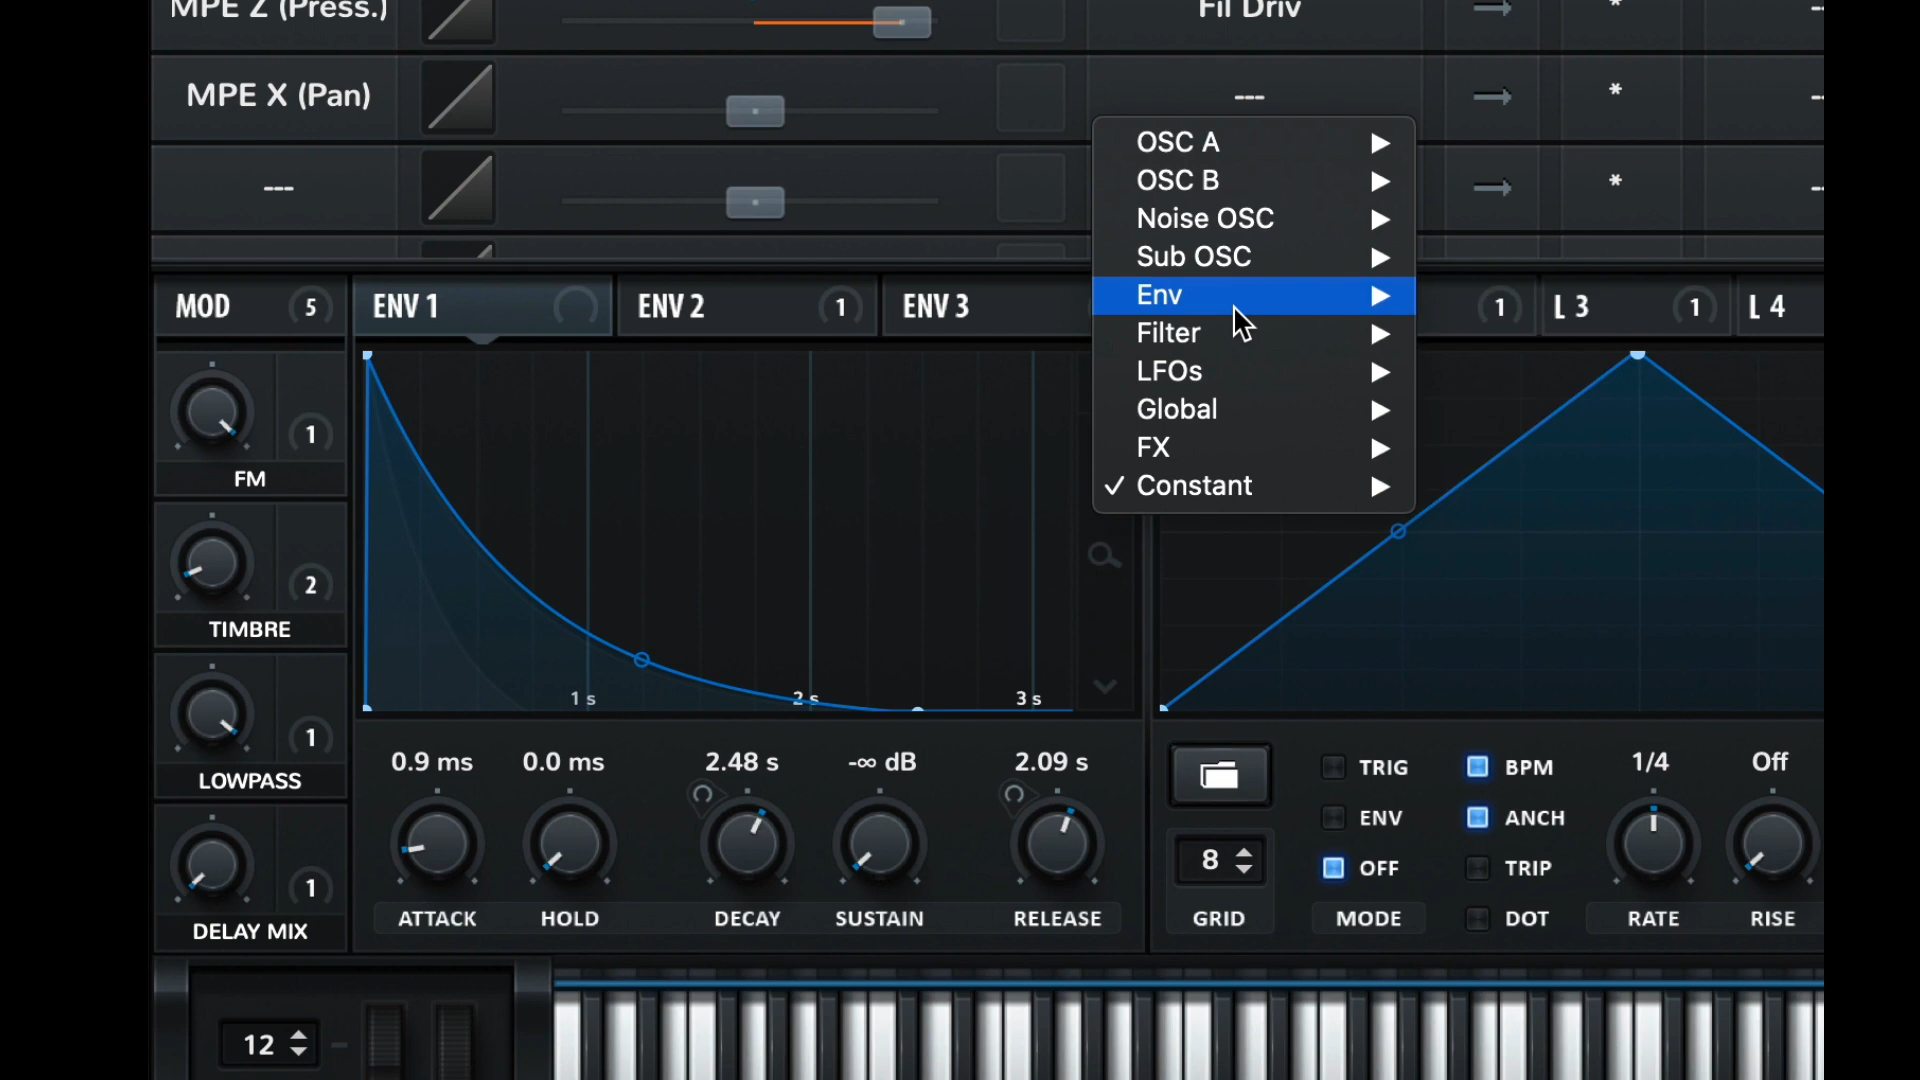 MPE Z (Press.)
Fil Driv
*
MPE X (Pan)
---
*
--
---
*
--
OSC A
OSC B
Noise OSC
Sub OSC
Env
Filter
LFOs
Global
FX
✓ Constant
MOD 5
ENV 1
ENV 2 1
ENV 3
1
L 3 1
L 4
1
FM
2
TIMBRE
1
LOWPASS
1
DELAY MIX
1 s
2 s
3 s
0.9 ms
0.0 ms
2.48 s
-∞ dB
2.09 s
ATTACK
HOLD
DECAY
SUSTAIN
RELEASE
TRIG
BPM
1/4
Off
ENV
ANCH
8
OFF
TRIP
GRID
MODE
DOT
RATE
RISE
12